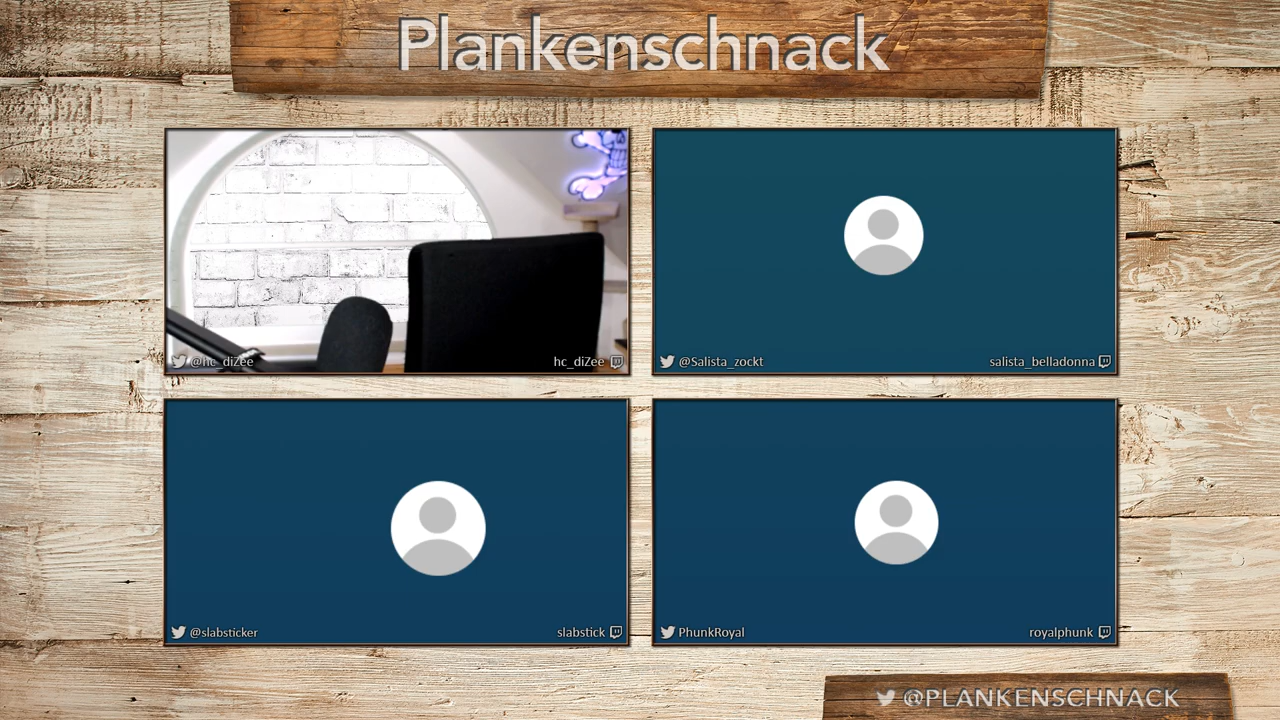 Plankenschnack
@hc_diZee
hc_diZee
@Salista_zockt
salista_belladonna
@slabsticker
slabstick
PhunkRoyal
royalphunk
@PLANKENSCHNACK